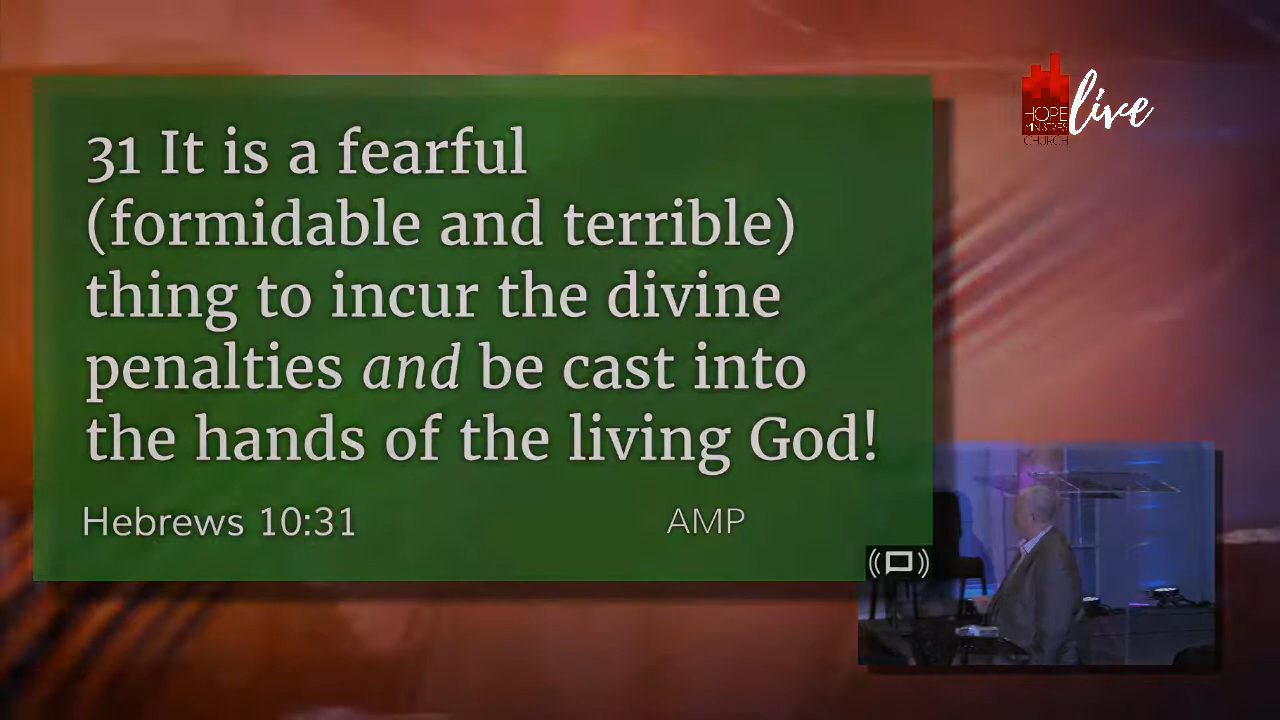 31 It is a fearful
(formidable and terrible)
thing to incur the divine
penalties and be cast into
the hands of the living God!
Hebrews 10:31
AMP
HOPE
MINISTRIES
CHURCH
live